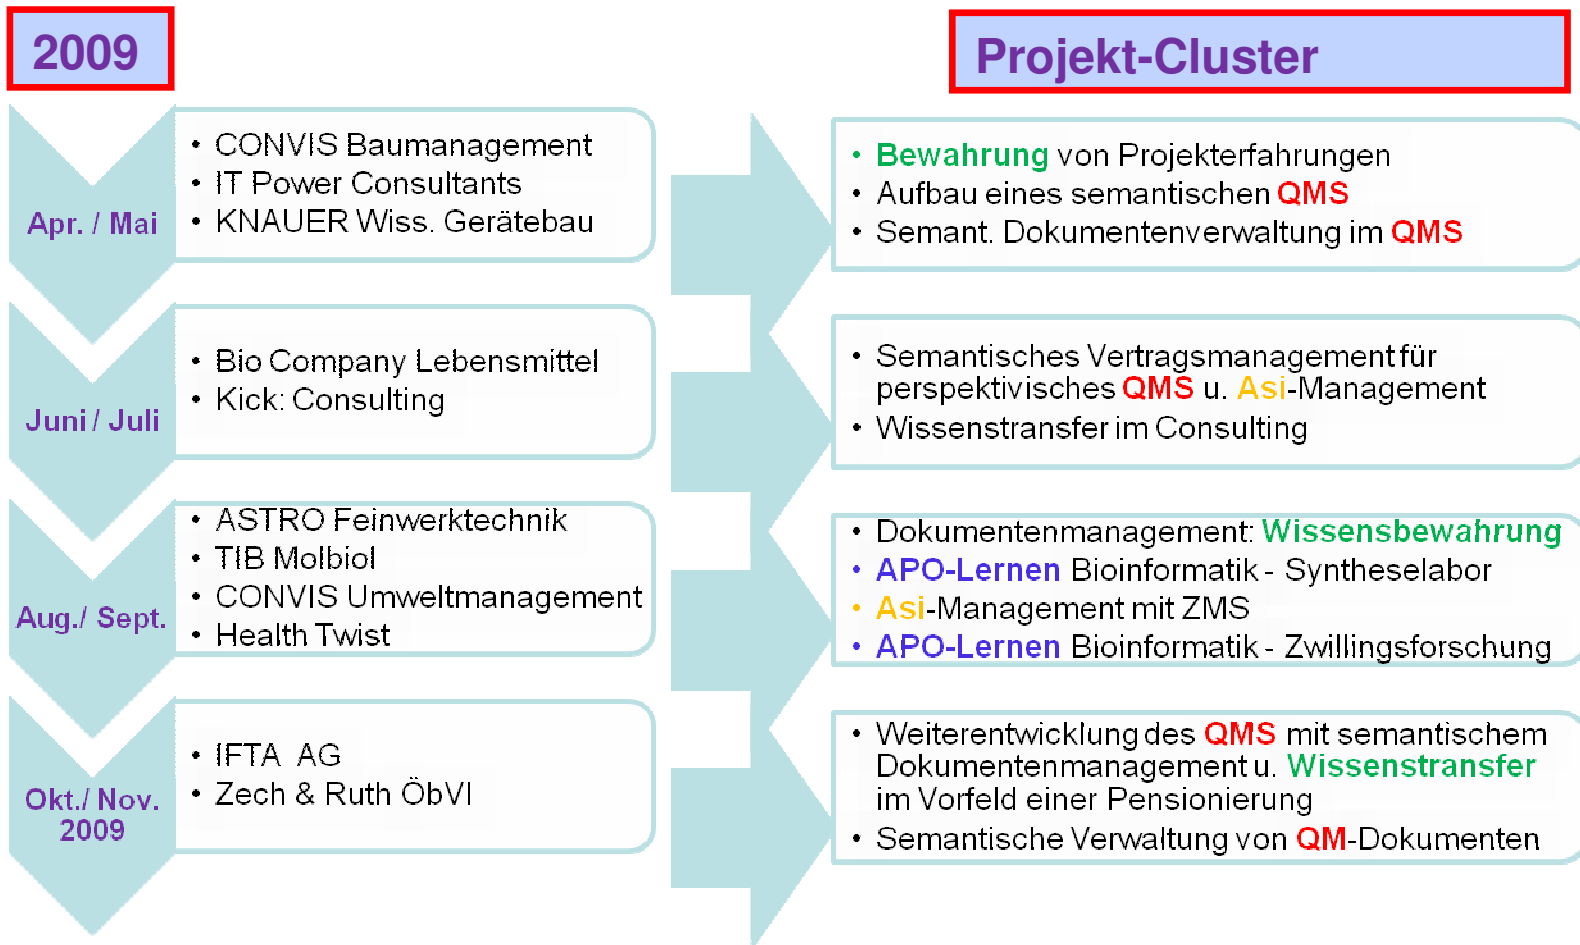 2009
Projekt-Cluster
Apr. / Mai
• CONVIS Baumanagement
• IT Power Consultants
• KNAUER Wiss. Gerätebau
• Bewahrung von Projekterfahrungen
• Aufbau eines semantischen QMS
• Semant. Dokumentenverwaltung im QMS
Juni / Juli
• Bio Company Lebensmittel
• Kick: Consulting
• Semantisches Vertragsmanagement für
perspektivisches QMS u. Asi-Management
• Wissenstransfer im Consulting
Aug./ Sept.
• ASTRO Feinwerktechnik
• TIB Molbiol
• CONVIS Umweltmanagement
• Health Twist
• Dokumentenmanagement: Wissensbewahrung
• APO-Lernen Bioinformatik - Syntheselabor
• Asi-Management mit ZMS
• APO-Lernen Bioinformatik - Zwillingsforschung
Okt./ Nov.
2009
• IFTA AG
• Zech & Ruth ÖbVI
• Weiterentwicklung des QMS mit semantischem
Dokumentenmanagement u. Wissenstransfer
im Vorfeld einer Pensionierung
• Semantische Verwaltung von QM-Dokumenten